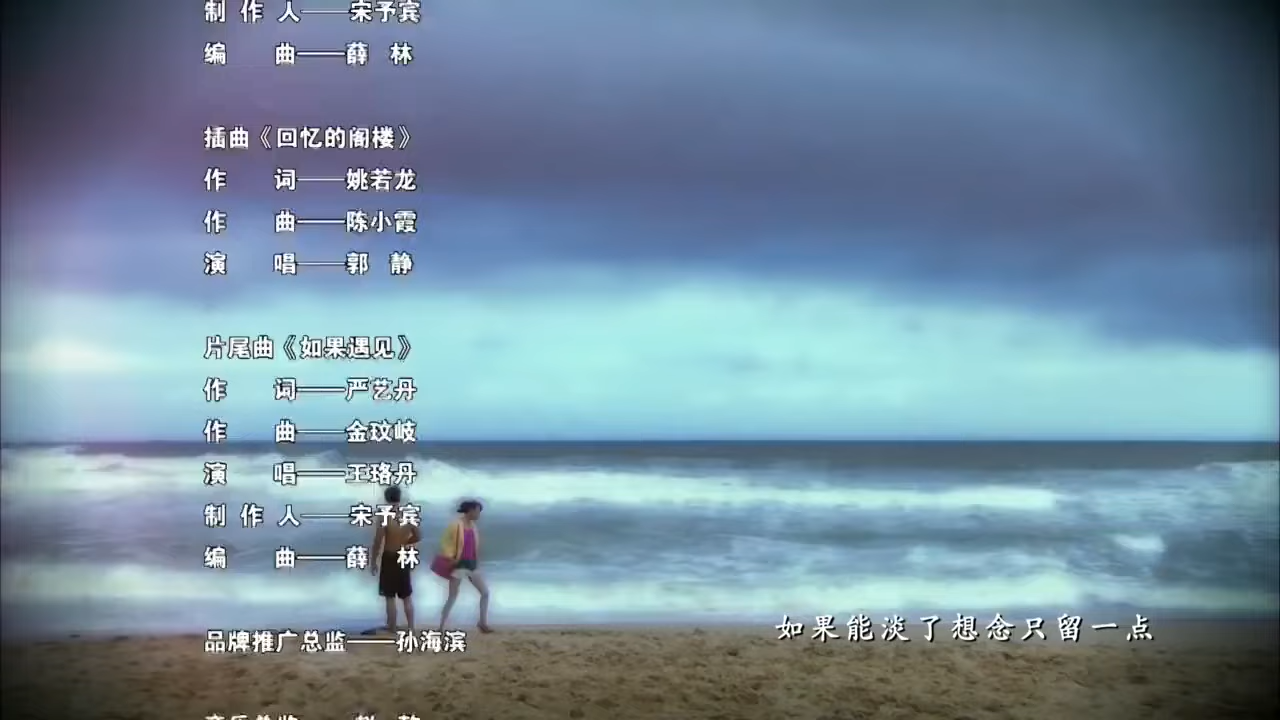 制作人——宋予宾
编曲——薛林
插曲《回忆的阁楼》
作词——姚若龙
作曲——陈小霞
演唱——郭静
片尾曲《如果遇见》
作词——严艺丹
作曲——金玟岐
演唱——王珞丹
制作人——宋予宾
编曲——薛林
品牌推广总监——孙海滨
如果能淡了想念只留一点